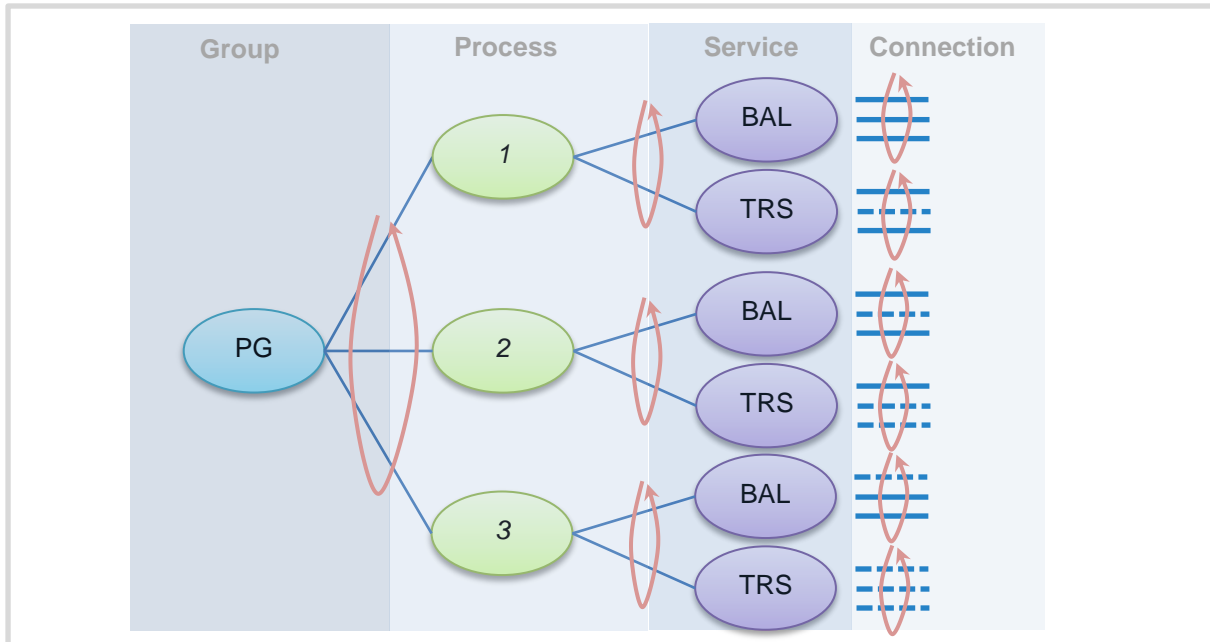 Group Process Service Connection
BAL
1
TRS
BAL
PG 2
TRS
BAL
3
TRS